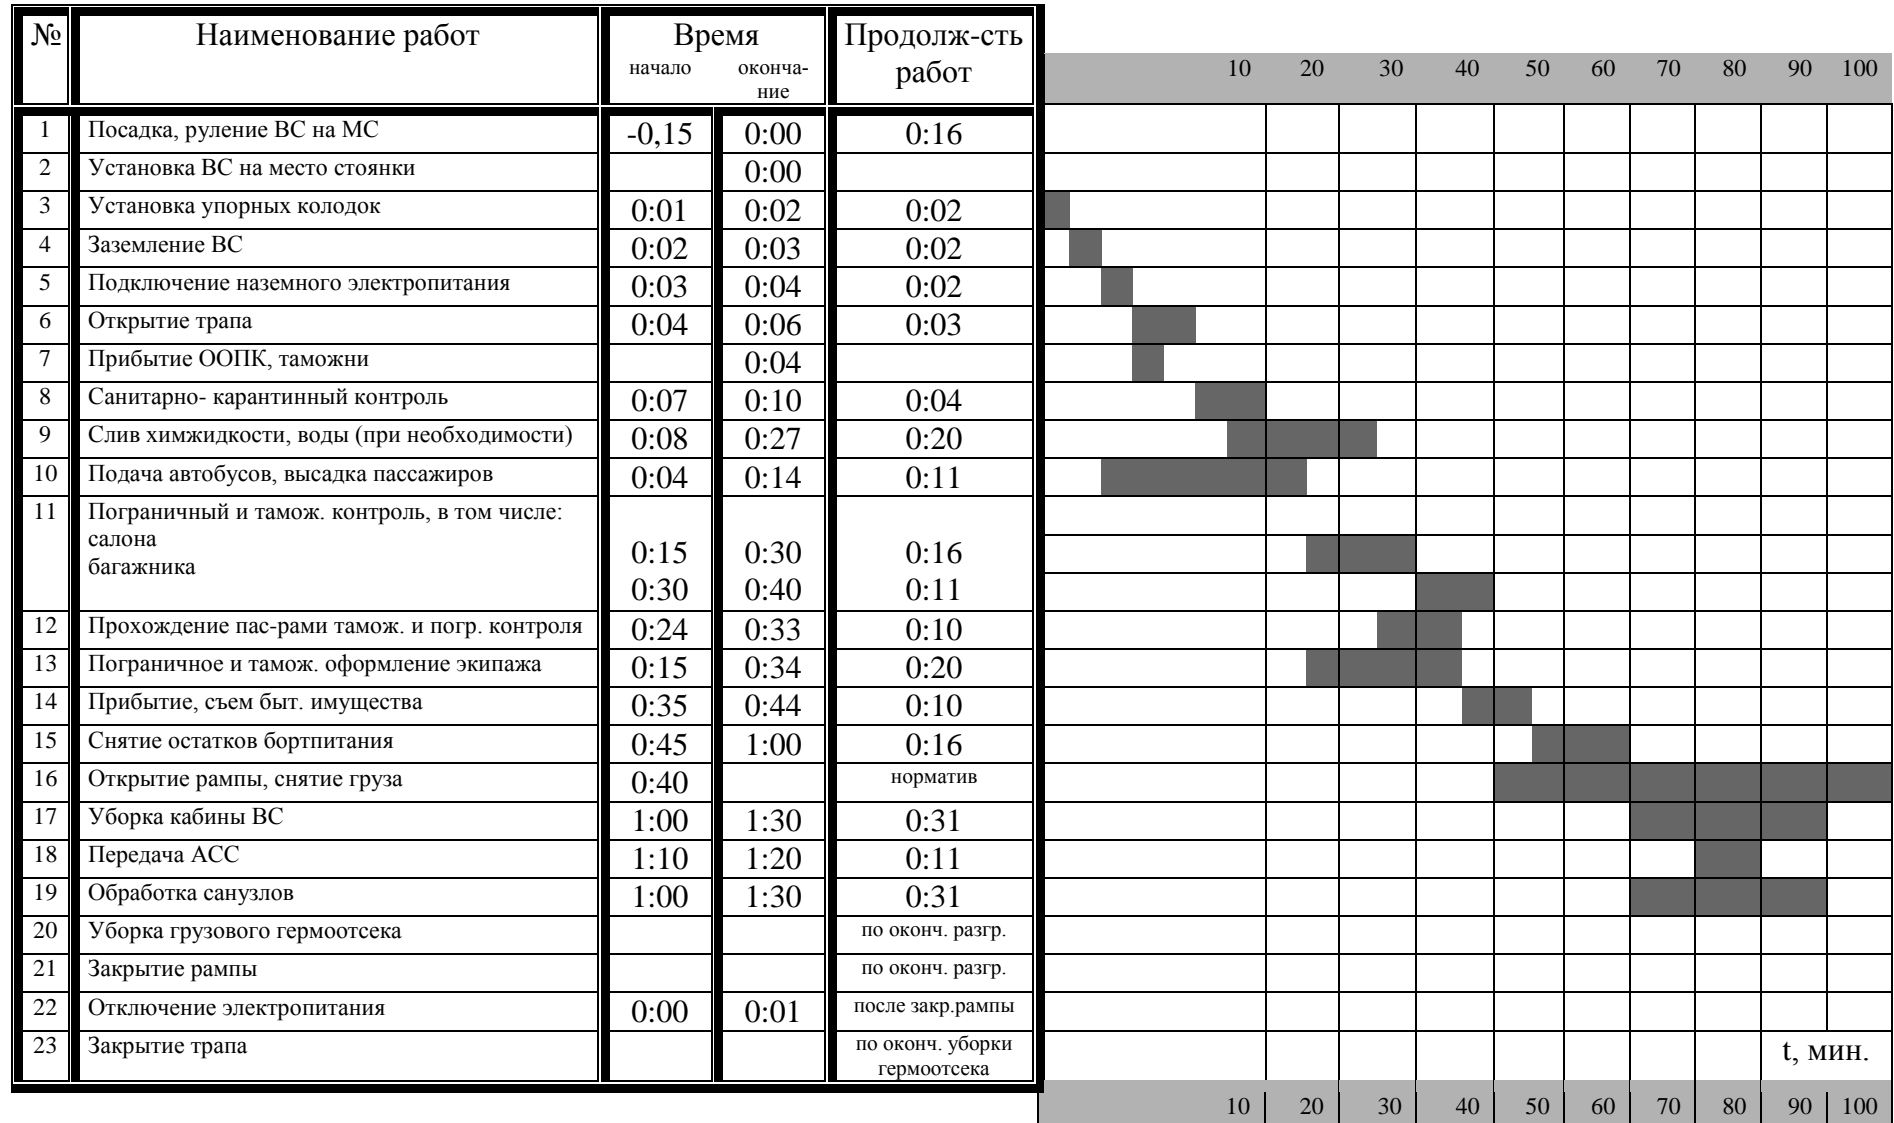 № Наименование работ Время Продолж-сть
начало оконча- работ
ние
10 20 30 40 50 60 70 80 90 100
1 Посадка, руление ВС на МС -0,15 0:00 0:16
2 Установка ВС на место стоянки 0:00
3 Установка упорных колодок 0:01 0:02 0:02
4 Заземление ВС 0:02 0:03 0:02
5 Подключение наземного электропитания 0:03 0:04 0:02
6 Открытие трапа 0:04 0:06 0:03
7 Прибытие ООПК, таможни 0:04
8 Санитарно- карантинный контроль 0:07 0:10 0:04
9 Слив химжидкости, воды (при необходимости) 0:08 0:27 0:20
10 Подача автобусов, высадка пассажиров 0:04 0:14 0:11
11 Пограничный и тамож. контроль, в том числе:
салона 0:15 0:30 0:16
багажника 0:30 0:40 0:11
12 Прохождение пас-рами тамож. и погр. контроля 0:24 0:33 0:10
13 Пограничное и тамож. оформление экипажа 0:15 0:34 0:20
14 Прибытие, съем быт. имущества 0:35 0:44 0:10
15 Снятие остатков бортпитания 0:45 1:00 0:16
16 Открытие рампы, снятие груза 0:40 норматив
17 Уборка кабины ВС 1:00 1:30 0:31
18 Передача АСС 1:10 1:20 0:11
19 Обработка санузлов 1:00 1:30 0:31
20 Уборка грузового гермоотсека по оконч. разгр.
21 Закрытие рампы по оконч. разгр.
22 Отключение электропитания 0:00 0:01 после закр.рампы
23 Закрытие трапа по оконч. уборки
гермоотсека
t, мин.
10 20 30 40 50 60 70 80 90 100